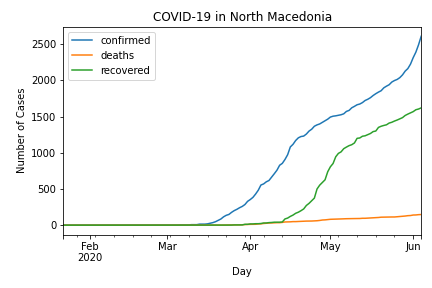 COVID-19 in North Macedonia
confirmed
deaths
recovered
Number of Cases
2500
2000
1500
1000
500
0
Feb
2020
Mar
Apr
May
Jun
Day